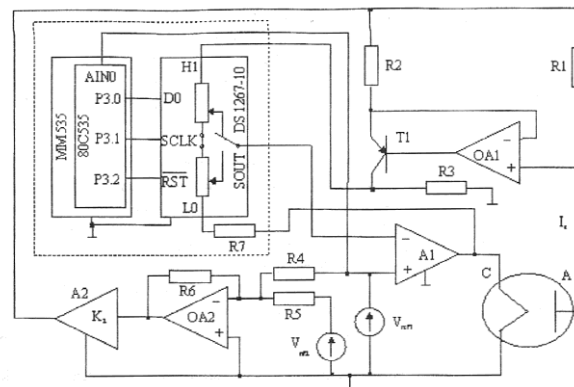 AIN0
H1
R2
R1
MM535
80C535
P3.0
D0
DS1267-10
T1
OA1
P3.1
SCLK
SOUT
R3
P3.2
RST
L0
R7
A1
C
A
R4
R6
R5
A2
OA2